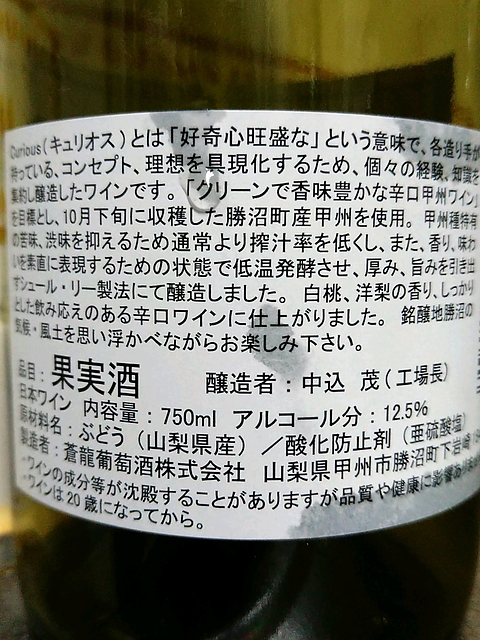 Curious(キュリオス)とは「好奇心旺盛な」という意味で、各造り手が
持っている、コンセプト、理想を具現化するため、個々の経験、知識を
集約し醸造したワインです。「クリーンで香味豊かな辛口甲州ワイン」
を目標とし、10月下旬に収穫した勝沼町産甲州を使用。甲州種特有
の苦味、渋味を抑えるため通常より搾汁率を低くし、また、香り、味わ
いを素直に表現するための状態で低温発酵させ、厚み、旨みを引き出
すシュール・リー製法にて醸造しました。白桃、洋梨の香り、しっかり
とした飲み応えのある辛口ワインに仕上がりました。銘醸地勝沼の
気候・風土を思い浮かべながらお楽しみ下さい。
品目:果実酒 醸造者:中込 茂(工場長)
日本ワイン 内容量:750ml アルコール分:12.5%
原材料名:ぶどう(山梨県産)/酸化防止剤(亜硫酸塩)
製造者:蒼龍葡萄酒株式会社 山梨県甲州市勝沼町下岩崎
・ワインの成分等が沈殿することがありますが品質や健康に影響あり
・ワインは20歳になってから。